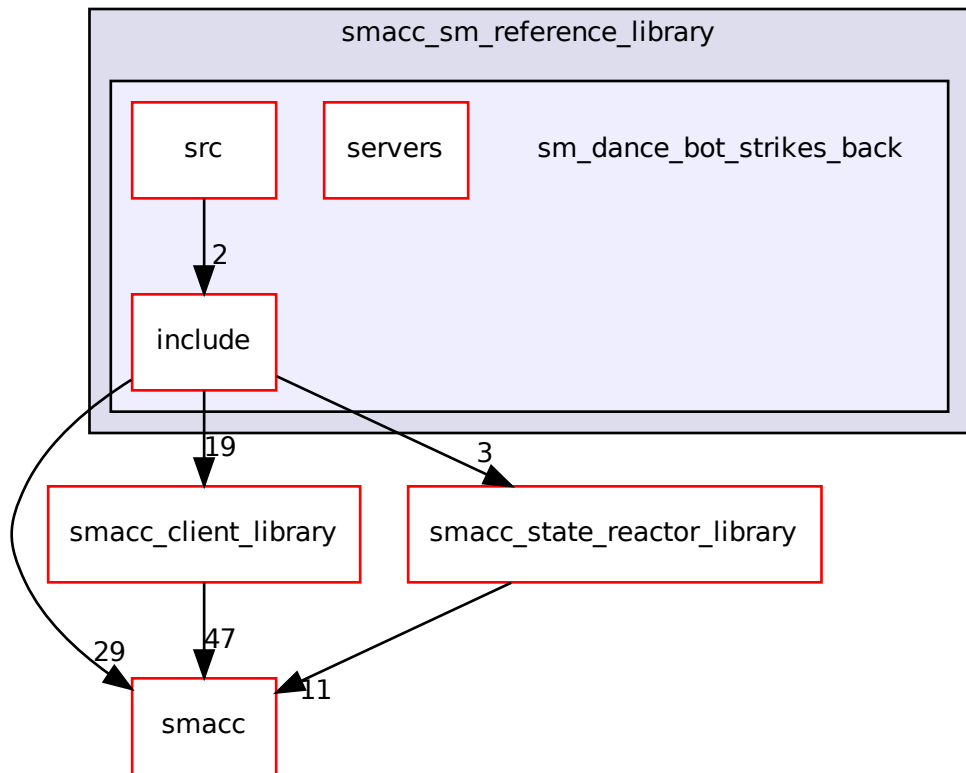 smacc_sm_reference_library
src
servers
sm_dance_bot_strikes_back
2
include
19
3
smacc_client_library
smacc_state_reactor_library
29
47
11
smacc